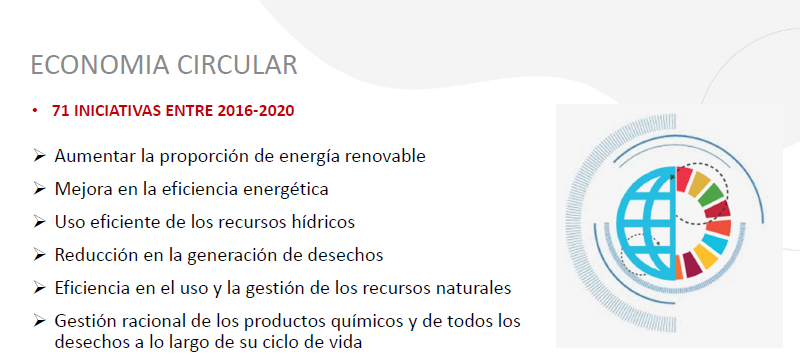 ECONOMIA CIRCULAR
• 71 INICIATIVAS ENTRE 2016-2020
➢ Aumentar la proporción de energía renovable
➢ Mejora en la eficiencia energética
➢ Uso eficiente de los recursos hídricos
➢ Reducción en la generación de desechos
➢ Eficiencia en el uso y la gestión de los recursos naturales
➢ Gestión racional de los productos químicos y de todos los
desechos a lo largo de su ciclo de vida